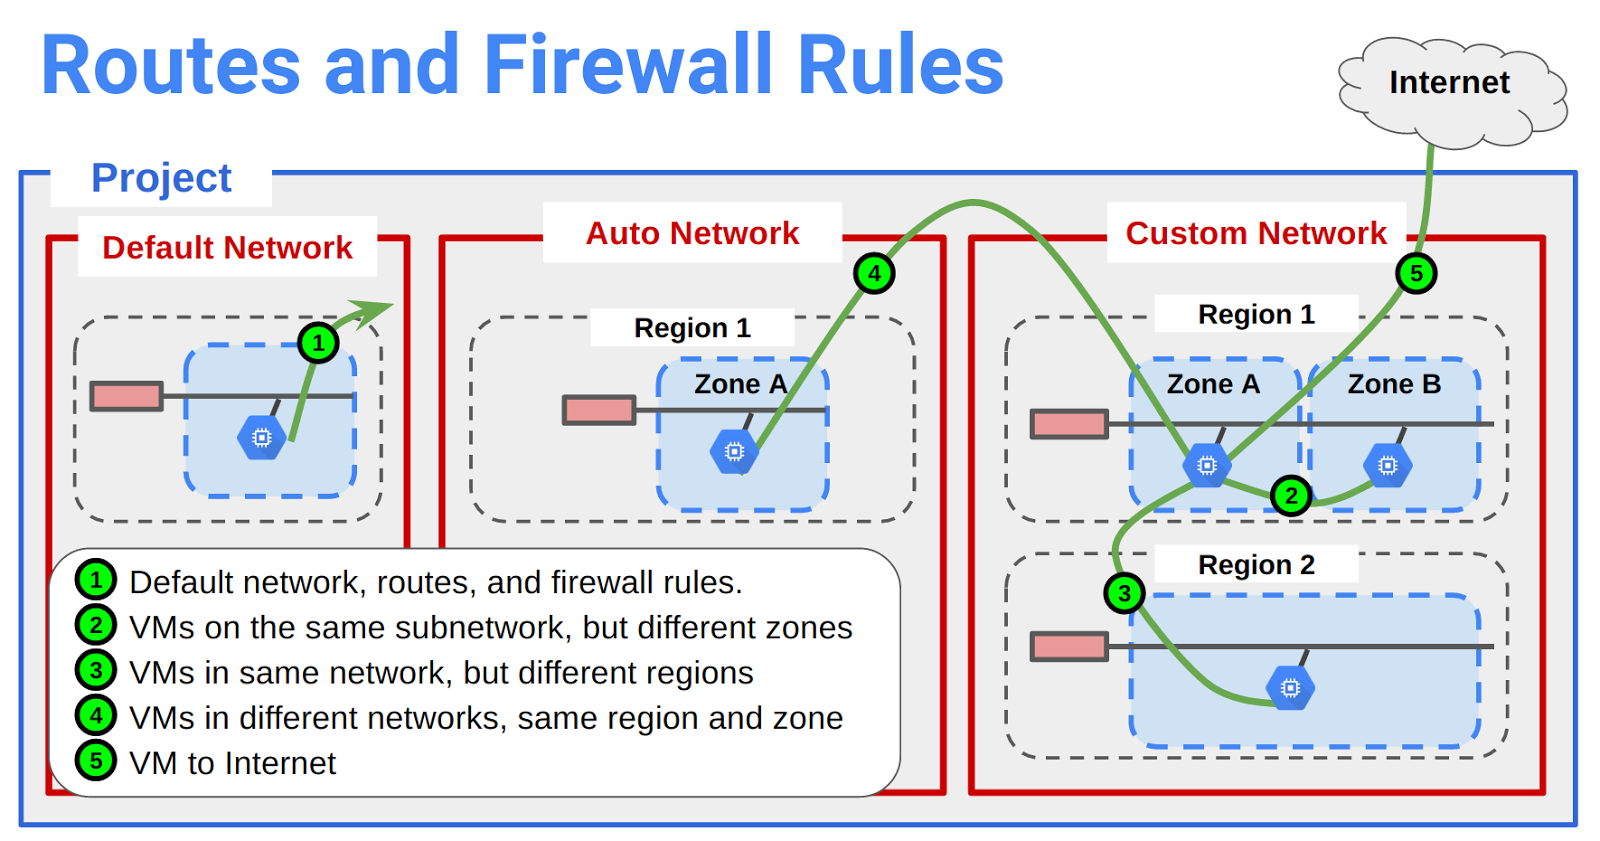 Routes and Firewall Rules
Internet
Project
Default Network
Auto Network
Custom Network
4
5
1
Region 1
Region 1
Zone A
Zone A
Zone B
2
Region 2
3
1 Default network, routes, and firewall rules.
2 VMs on the same subnetwork, but different zones
3 VMs in same network, but different regions
4 VMs in different networks, same region and zone
5 VM to Internet